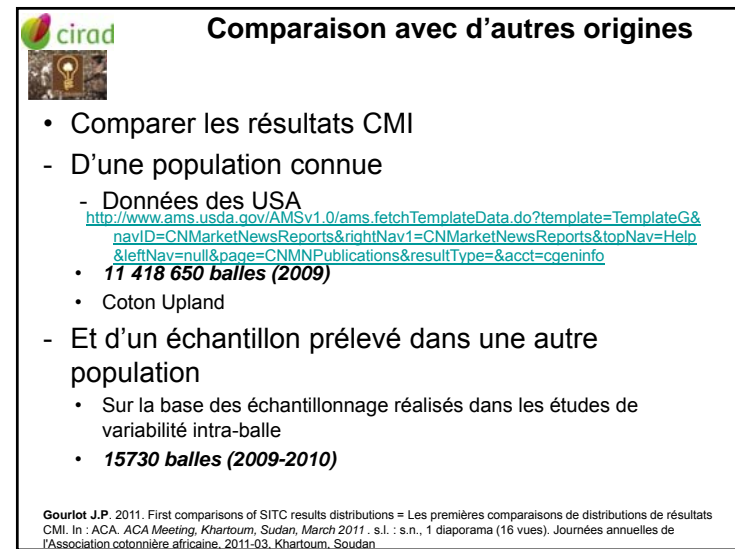 cirad
Comparaison avec d'autres origines
• Comparer les résultats CMI
- D'une population connue
- Données des USA
http://www.ams.usda.gov/AMSv1.0/ams.fetchTemplateData.do?template=TemplateG&
navID=CNMarketNewsReports&rightNav1=CNMarketNewsReports&topNav=Help
&leftNav=null&page=CNMNPublications&resultType=&acct=cgeninfo
• 11 418 650 balles (2009)
• Coton Upland
- Et d'un échantillon prélevé dans une autre
population
• Sur la base des échantillonnage réalisés dans les études de
variabilité intra-balle
• 15730 balles (2009-2010)
Gourlot J.P. 2011. First comparisons of SITC results distributions = Les premières comparaisons de distributions de résultats
CMI. In : ACA. ACA Meeting, Khartoum, Sudan, March 2011 . s.l. : s.n., 1 diaporama (16 vues). Journées annuelles de
l'Association cotonnière africaine. 2011-03, Khartoum, Soudan